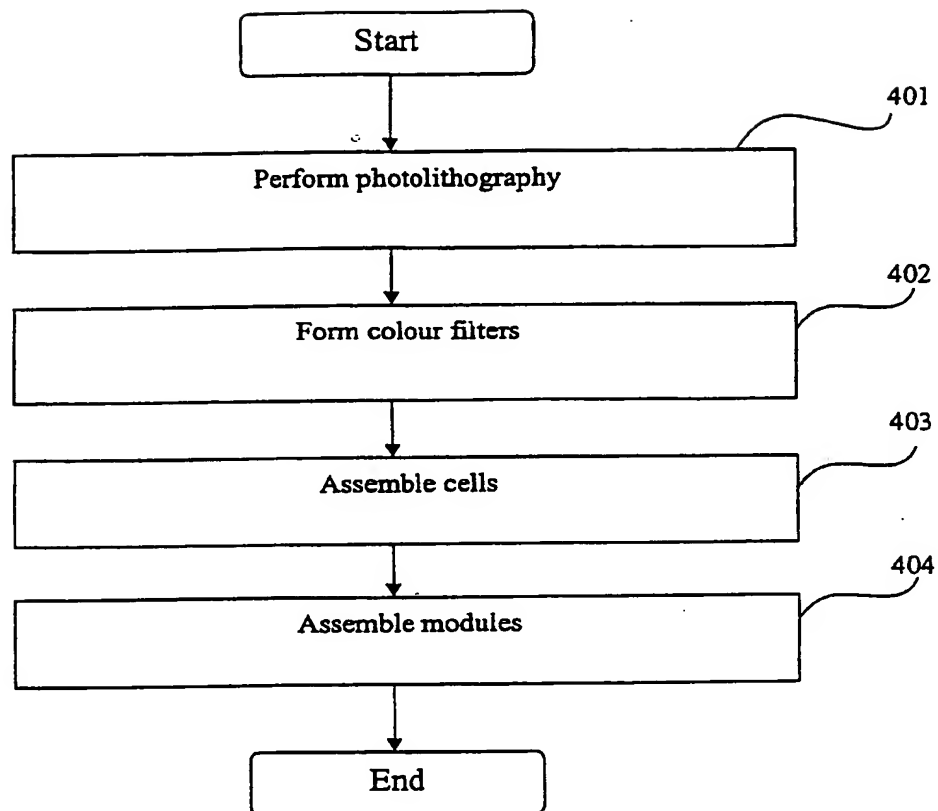 Start
401
Perform photolithography
402
Form colour filters
403
Assemble cells
404
Assemble modules
End